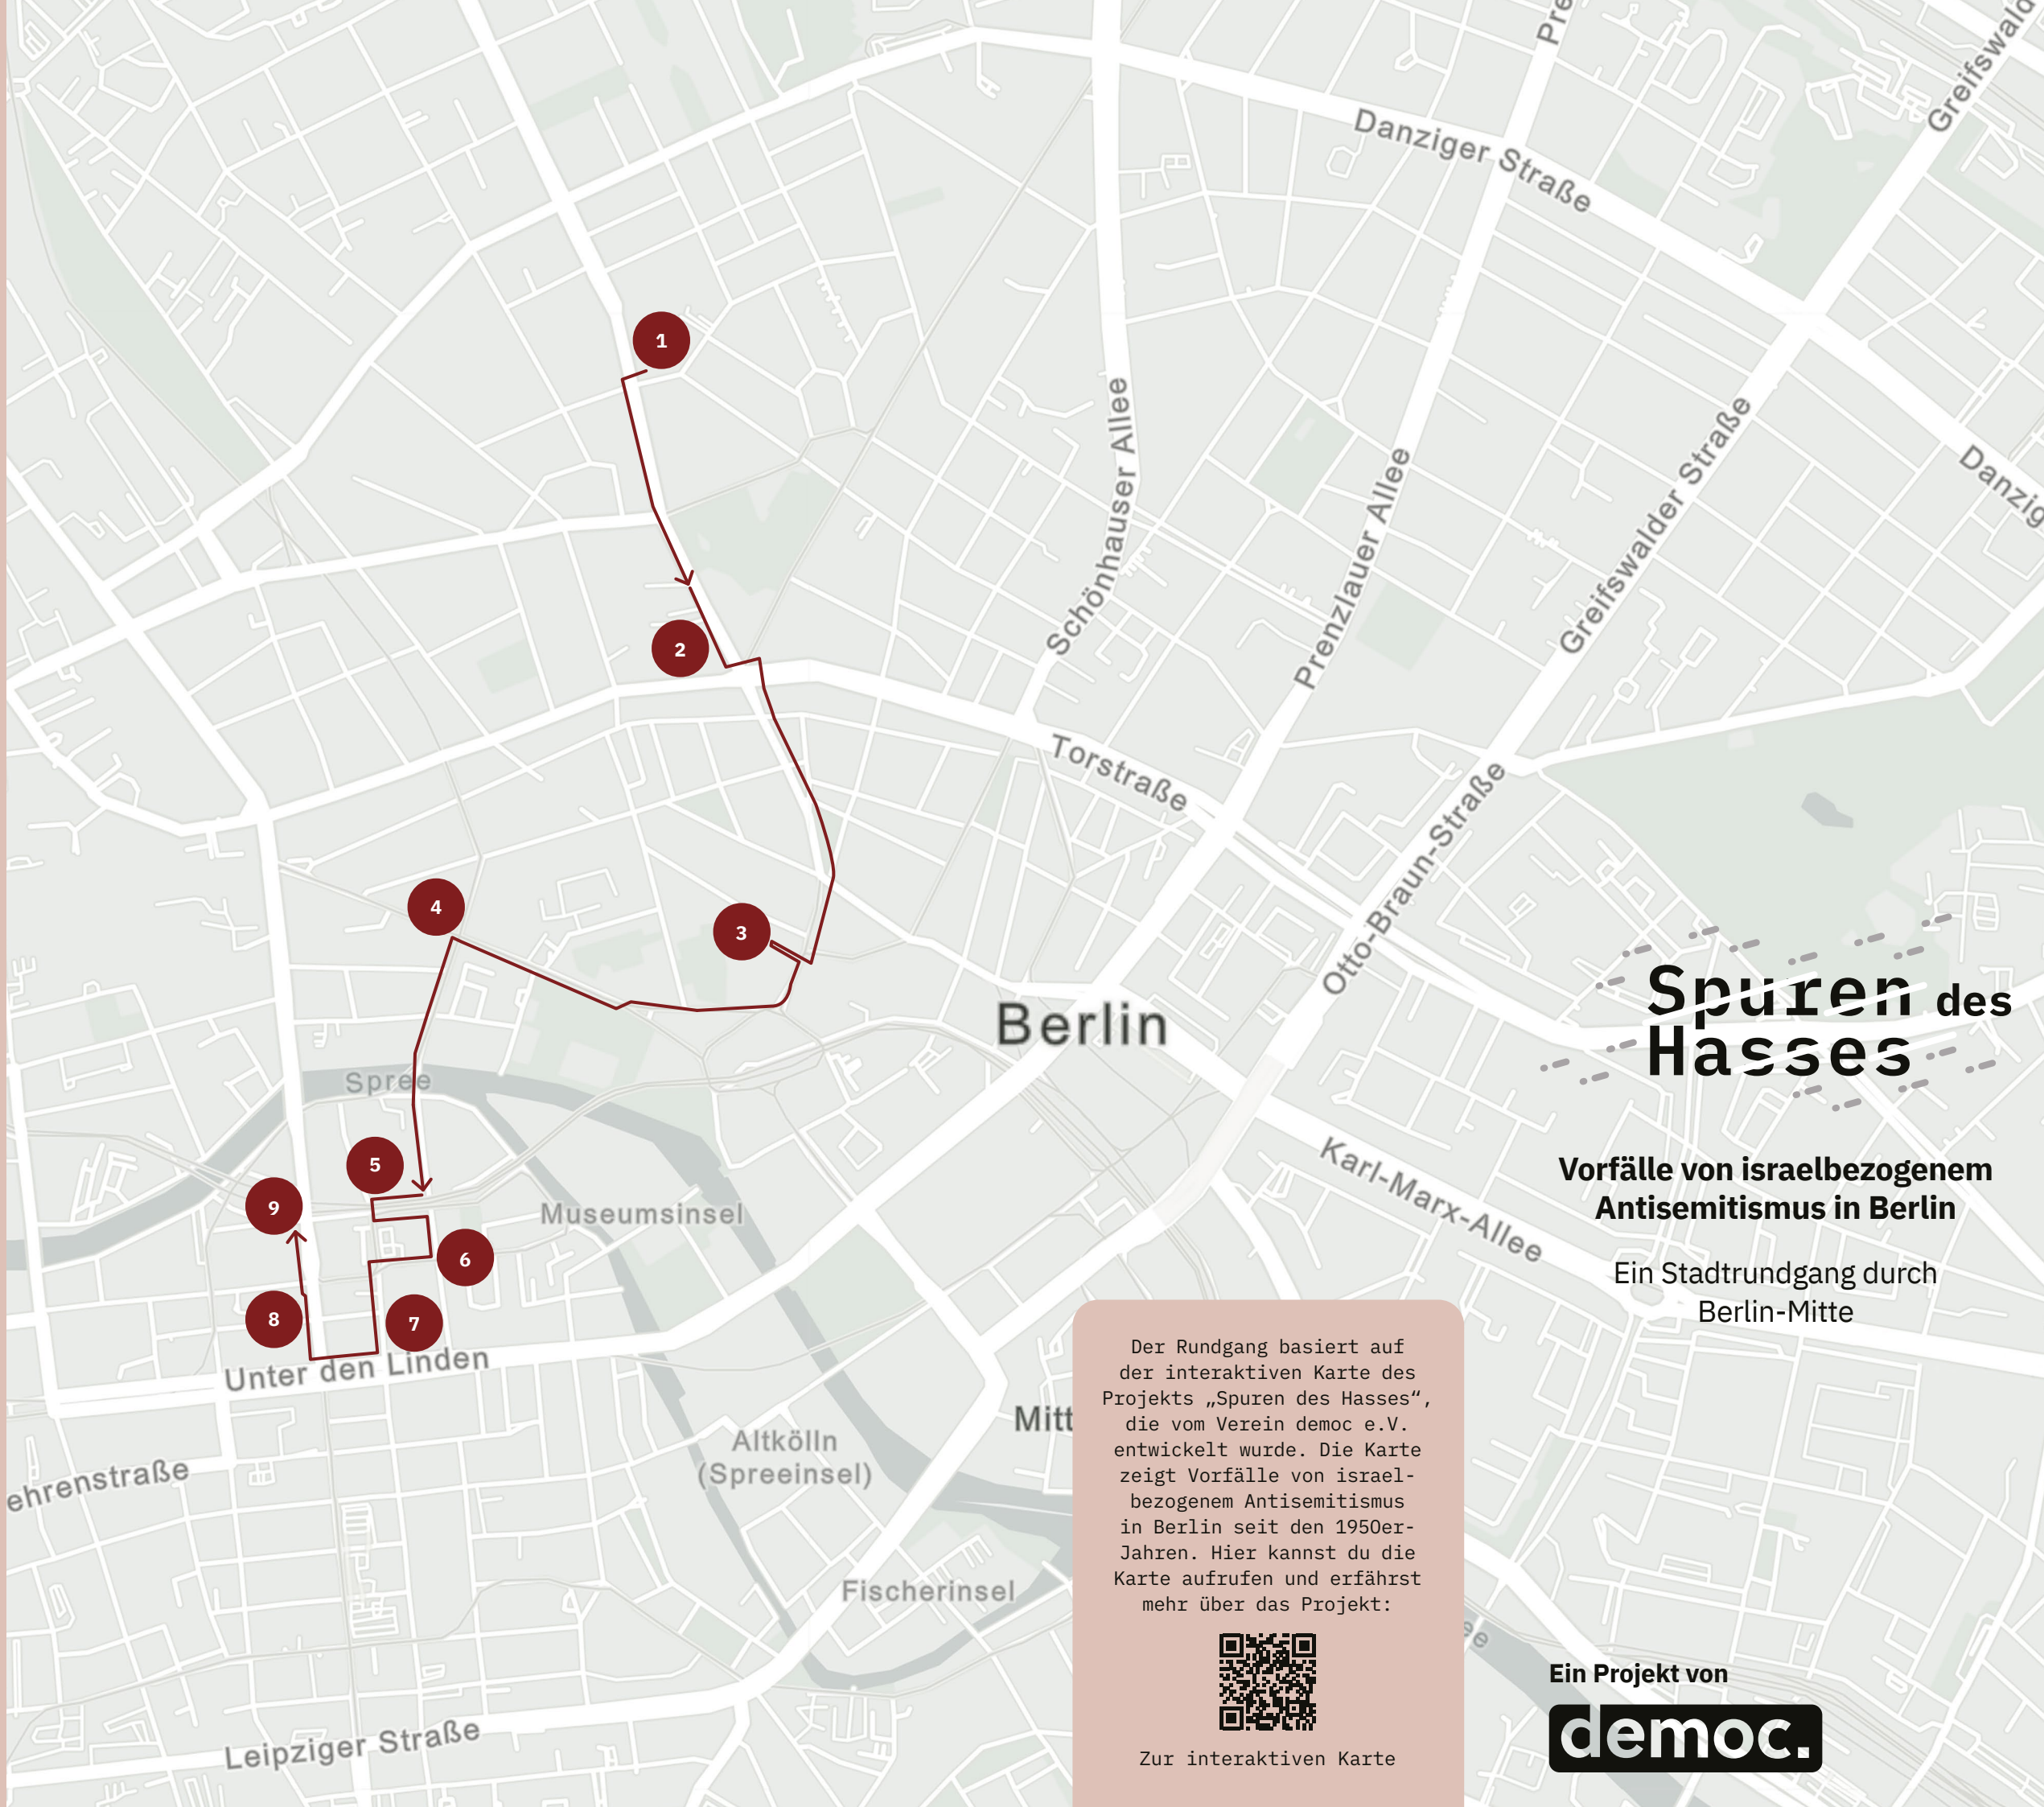 Pre
Greifswald
Danziger Straße
Danzig
Schönhauser Allee
Prenzlauer Allee
Greifswalder Straße
1
2
Torstraße
Otto-Braun-Straße
4
3
Berlin
Spuren des
Hasses
Spree
5
9
Museumsinsel
Karl-Marx-Allee
Vorfälle von israelbezogenem
Antisemitismus in Berlin
6
8
7
Ein Stadtrundgang durch
Berlin-Mitte
Unter den Linden
Mitt
Altkölln
(Spreeinsel)
ehrenstraße
Fischerinsel
Leipziger Straße
Der Rundgang basiert auf
der interaktiven Karte des
Projekts „Spuren des Hasses“,
die vom Verein democ e.V.
entwickelt wurde. Die Karte
zeigt Vorfälle von israel-
bezogenem Antisemitismus
in Berlin seit den 1950er-
Jahren. Hier kannst du die
Karte aufrufen und erfährst
mehr über das Projekt:
Zur interaktiven Karte
ee
Ein Projekt von
democ.